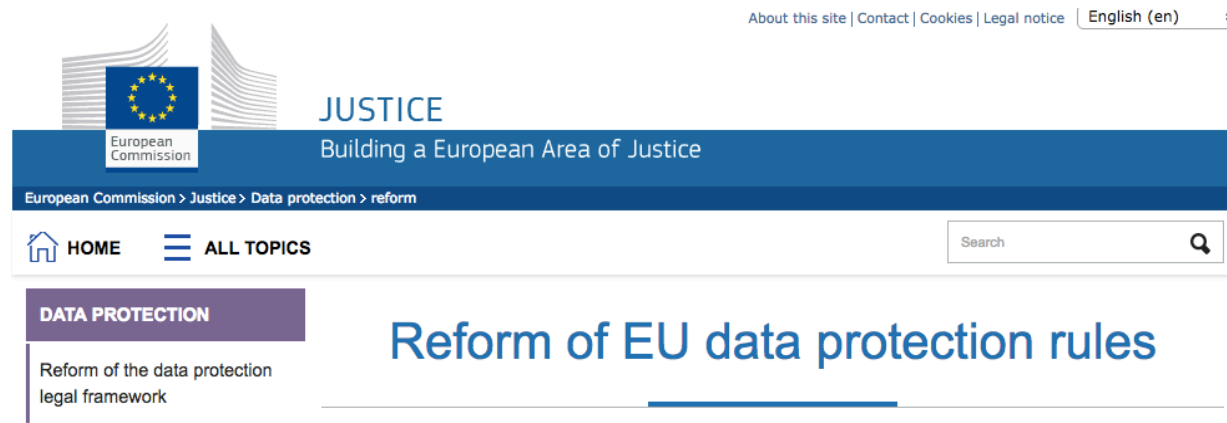 About this site | Contact | Cookies | Legal notice English (en)
JUSTICE
European
Commission
Building a European Area of Justice
European Commission > Justice > Data protection > reform
HOME ALL TOPICS Search
DATA PROTECTION
Reform of EU data protection rules
Reform of the data protection
legal framework